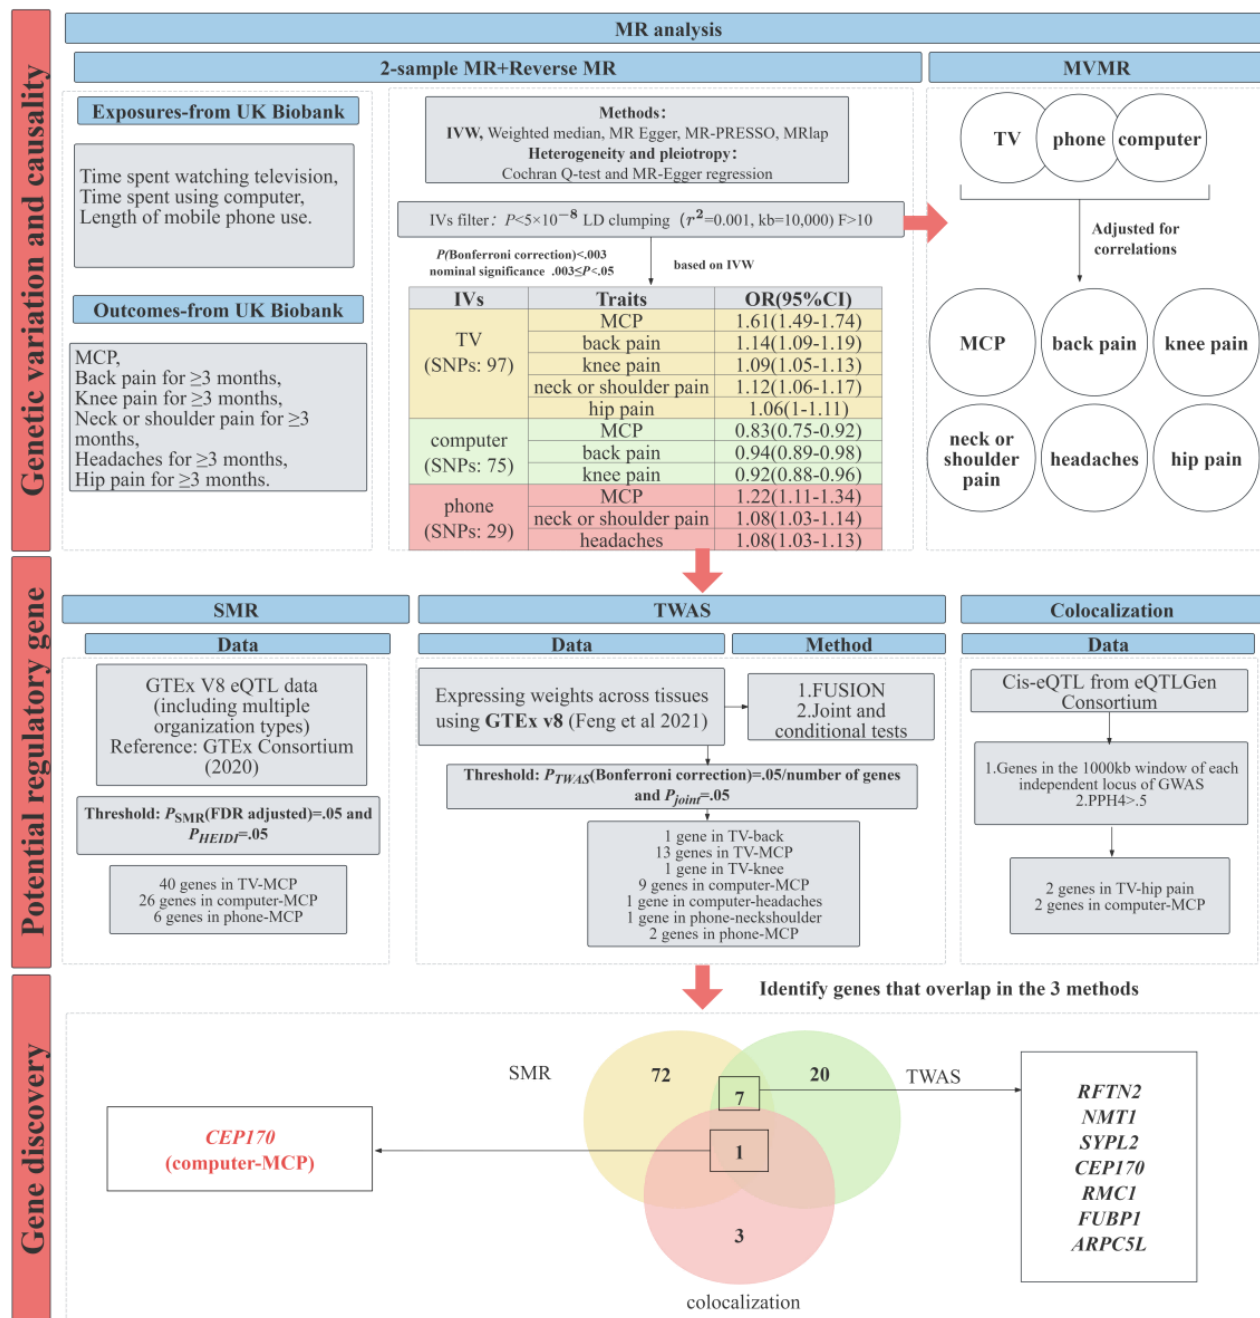 Genetic variation and causality
MR analysis
2-sample MR+Reverse MR
MVMR
Exposures-from UK Biobank
Time spent watching television,
Time spent using computer,
Length of mobile phone use.
Outcomes-from UK Biobank
MCP,
Back pain for ≥3 months,
Knee pain for ≥3 months,
Neck or shoulder pain for ≥3
months,
Headaches for ≥3 months,
Hip pain for ≥3 months.
Methods:
IVW, Weighted median, MR Egger, MR-PRESSO, MRlap
Heterogeneity and pleiotropy:
Cochran Q-test and MR-Egger regression
IVs filter: P<5×10⁻⁸ LD clumping (r²=0.001, kb=10,000) F>10
P(Bonferroni correction)<.003
nominal significance .003≤P<.05
based on IVW
IVs Traits OR(95%CI)
TV
(SNPs: 97)
MCP 1.61(1.49-1.74)
back pain 1.14(1.09-1.19)
knee pain 1.09(1.05-1.13)
neck or shoulder pain 1.12(1.06-1.17)
hip pain 1.06(1-1.11)
computer
(SNPs: 75)
MCP 0.83(0.75-0.92)
back pain 0.94(0.89-0.98)
knee pain 0.92(0.88-0.96)
phone
(SNPs: 29)
MCP 1.22(1.11-1.34)
neck or shoulder pain 1.08(1.03-1.14)
headaches 1.08(1.03-1.13)
TV phone computer
Adjusted for
correlations
MCP back pain knee pain
neck or
shoulder
pain
headaches
hip pain
Potential regulatory gene
SMR
Data
GTEx V8 eQTL data
(including multiple
organization types)
Reference: GTEx Consortium
(2020)
Threshold: PSMR(FDR adjusted)=.05 and
PHEIDI=.05
40 genes in TV-MCP
26 genes in computer-MCP
6 genes in phone-MCP
TWAS
Data
Method
Expressing weights across tissues
using GTEx v8 (Feng et al 2021)
1.FUSION
2.Joint and
conditional tests
Threshold: PTWAS(Bonferroni correction)=.05/number of genes
and Pjoint=.05
1 gene in TV-back
13 genes in TV-MCP
1 gene in TV-knee
9 genes in computer-MCP
1 gene in computer-headaches
1 gene in phone-neckshoulder
2 genes in phone-MCP
Colocalization
Data
Cis-eQTL from eQTLGen
Consortium
1.Genes in the 1000kb window of each
independent locus of GWAS
2.PPH4>.5
2 genes in TV-hip pain
2 genes in computer-MCP
Gene discovery
Identify genes that overlap in the 3 methods
SMR
72
20
TWAS
7
1
3
colocalization
CEP170
(computer-MCP)
RFTN2
NMT1
SYPL2
CEP170
RMC1
FUBP1
ARPC5L